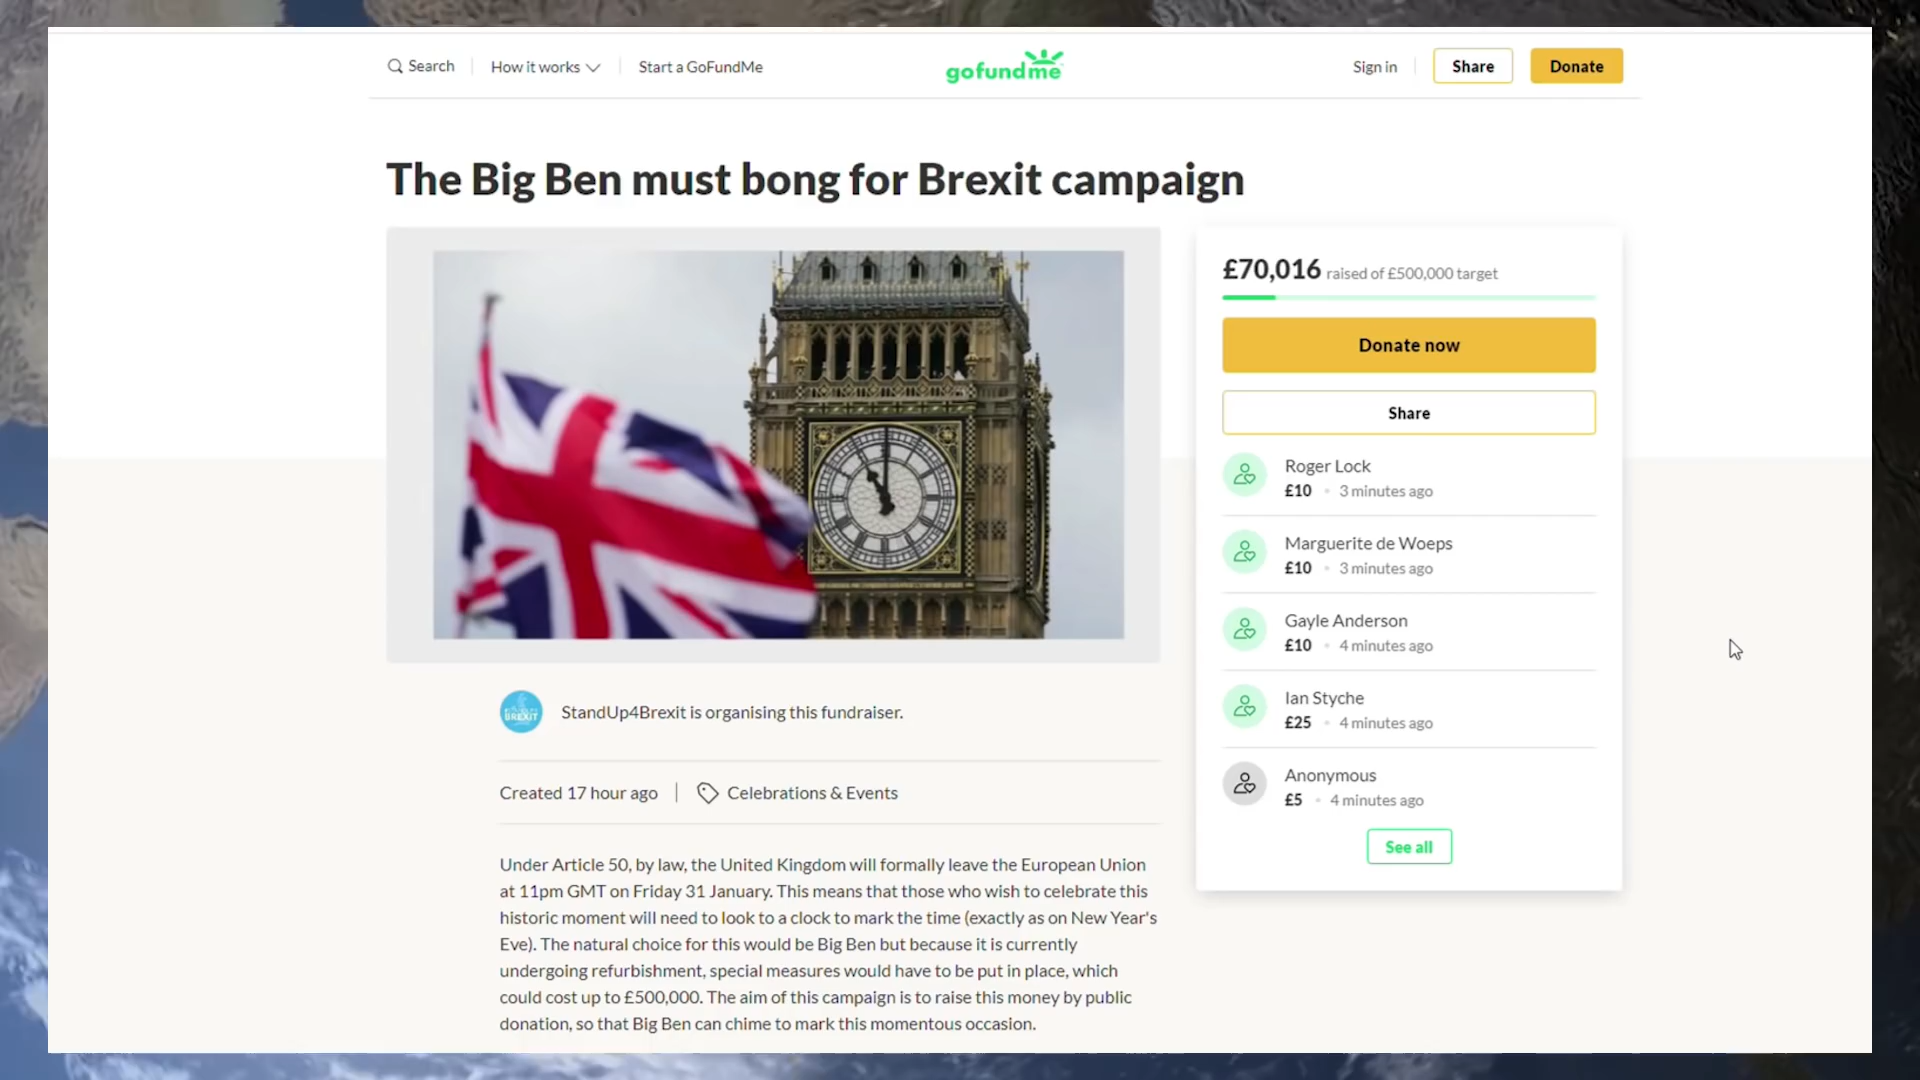 Search
How it works
Start a GoFundMe
gofundme
Sign in
Share
Donate
The Big Ben must bong for Brexit campaign
£70,016 raised of £500,000 target
Donate now
Share
Roger Lock
£10 • 3 minutes ago
Marguerite de Woeps
£10 • 3 minutes ago
Gayle Anderson
£10 • 4 minutes ago
Ian Styche
£25 • 4 minutes ago
Anonymous
£5 • 4 minutes ago
See all
BREXIT
StandUp4Brexit is organising this fundraiser.
Created 17 hour ago
Celebrations & Events
Under Article 50, by law, the United Kingdom will formally leave the European Union
at 11pm GMT on Friday 31 January. This means that those who wish to celebrate this
historic moment will need to look to a clock to mark the time (exactly as on New Year's
Eve). The natural choice for this would be Big Ben but because it is currently
undergoing refurbishment, special measures would have to be put in place, which
could cost up to £500,000. The aim of this campaign is to raise this money by public
donation, so that Big Ben can chime to mark this momentous occasion.